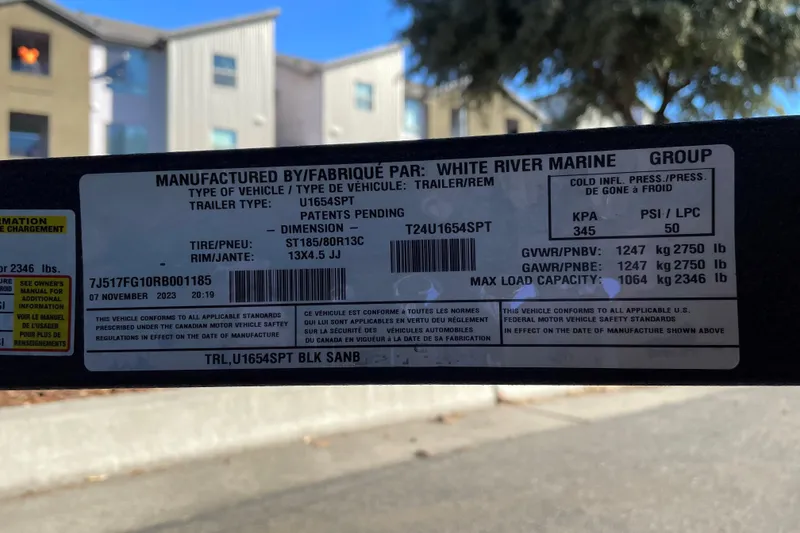 MANUFACTURED BY/FABRIQUÉ PAR: WHITE RIVER MARINE GROUP
TYPE OF VEHICLE / TYPE DE VÉHICULE: TRAILER/REM
TRAILER TYPE: U1654SPT
PATENTS PENDING
— DIMENSION —
T24U1654SPT
TIRE/PNEU: ST185/80R13C
RIM/JANTE: 13X4.5 JJ
COLD INFL. PRESS./PRESS.
DE GONE à FROID
KPA PSI / LPC
345 50
GVWR/PNBV: 1247 kg 2750 lb
GAWR/PNBE: 1247 kg 2750 lb
MAX LOAD CAPACITY: 1064 kg 2346 lb
7J517FG10RB001185
07 NOVEMBER 2023 20:19
THIS VEHICLE CONFORMS TO ALL APPLICABLE STANDARDS
PRESCRIBED UNDER THE CANADIAN MOTOR VEHICLE SAFTEY
REGULATIONS IN EFFECT ON THE DATE OF MANUFACTURE
CE VÉHICULE EST CONFORME à TOUTES LES NORMES
QUI LUI SONT APPLICABLES EN VERTU DEU RÉGLEMENT
SUR LA SÉCURITÉ DES VÉHICULES AUTOMOBILES
DU CANADA EN VIGUEUR à LA DATE DE SA FABRICATION
THIS VEHICLE CONFORMS TO ALL APPLICABLE U.S.
FEDERAL MOTOR VEHICLE SAFETY STANDARDS
IN EFFECT ON THE DATE OF MANUFACTURE SHOWN ABOVE
TRL,U1654SPT BLK SANB
RMATION
E CHARGEMENT
or 2346 lbs.
SEE OWNER'S
MANUAL FOR
ADDITIONAL
INFORMATION
VOIR LE MANUEL
DE L'USAGER
POUR PLUS DE
RENSEIGNEMENTS